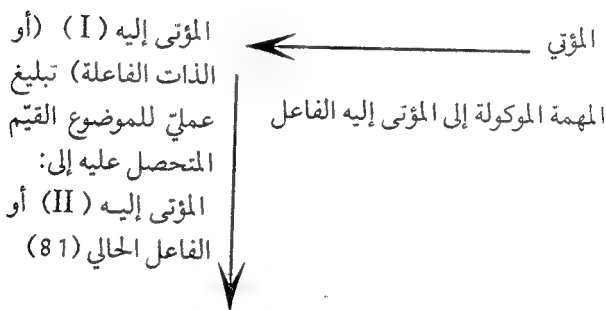 المؤتي
المهمة الموكولة إلى المؤتى إليه الفاعل
المؤتى إليه (I) (أو
الذات الفاعلة) تبليغ
عمليّ للموضوع القيّم
المتحصل عليه إلى:
المؤتى إليه (II) أو
الفاعل الحالي (81)